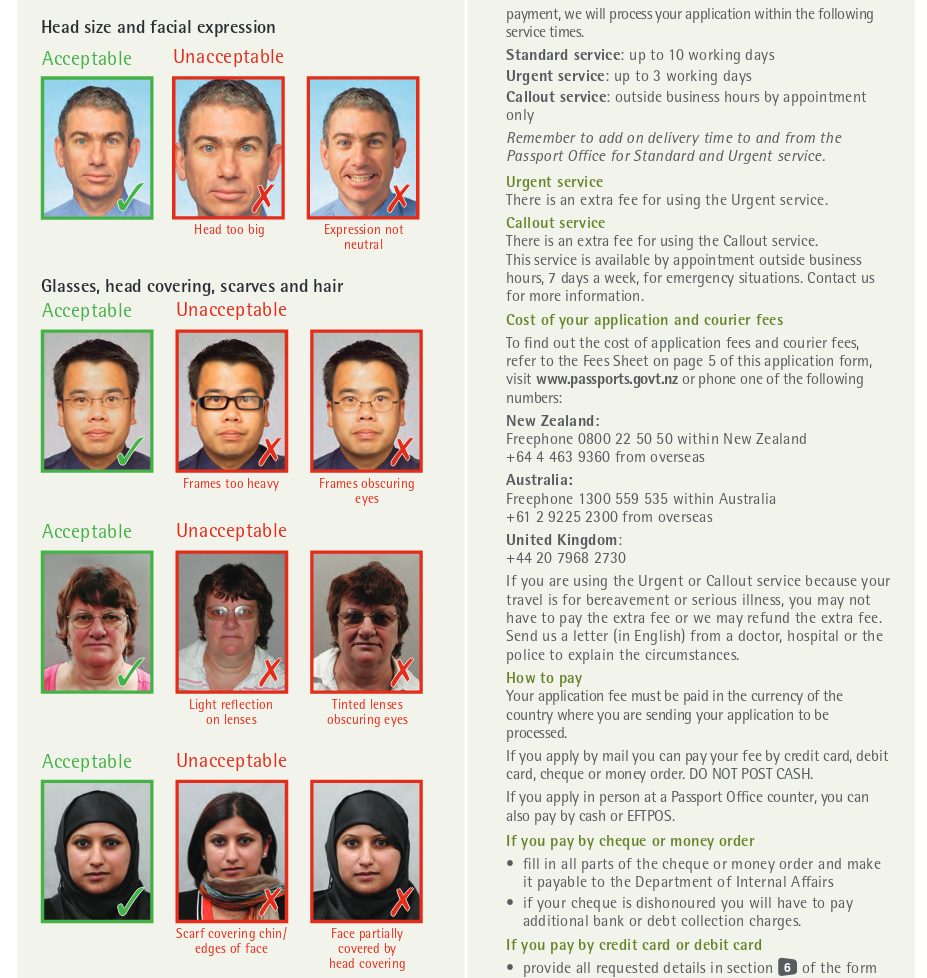 Head size and facial expression
Acceptable
Unacceptable
Head too big
Expression not
neutral
Glasses, head covering, scarves and hair
Acceptable
Unacceptable
Frames too heavy
Frames obscuring
eyes
Acceptable
Unacceptable
Light reflection
on lenses
Tinted lenses
obscuring eyes
Acceptable
Unacceptable
Scarf covering chin/
edges of face
Face partially
covered by
head covering
payment, we will process your application within the following
service times.
Standard service: up to 10 working days
Urgent service: up to 3 working days
Callout service: outside business hours by appointment
only
Remember to add on delivery time to and from the
Passport Office for Standard and Urgent service.
Urgent service
There is an extra fee for using the Urgent service.
Callout service
There is an extra fee for using the Callout service.
This service is available by appointment outside business
hours, 7 days a week, for emergency situations. Contact us
for more information.
Cost of your application and courier fees
To find out the cost of application fees and courier fees,
refer to the Fees Sheet on page 5 of this application form,
visit www.passports.govt.nz or phone one of the following
numbers:
New Zealand:
Freephone 0800 22 50 50 within New Zealand
+64 4 463 9360 from overseas
Australia:
Freephone 1300 559 535 within Australia
+61 2 9225 2300 from overseas
United Kingdom:
+44 20 7968 2730
If you are using the Urgent or Callout service because your
travel is for bereavement or serious illness, you may not
have to pay the extra fee or we may refund the extra fee.
Send us a letter (in English) from a doctor, hospital or the
police to explain the circumstances.
How to pay
Your application fee must be paid in the currency of the
country where you are sending your application to be
processed.
If you apply by mail you can pay your fee by credit card, debit
card, cheque or money order. DO NOT POST CASH.
If you apply in person at a Passport Office counter, you can
also pay by cash or EFTPOS.
If you pay by cheque or money order
• fill in all parts of the cheque or money order and make
it payable to the Department of Internal Affairs
• if your cheque is dishonoured you will have to pay
additional bank or debt collection charges.
If you pay by credit card or debit card
• provide all requested details in section 6 of the form